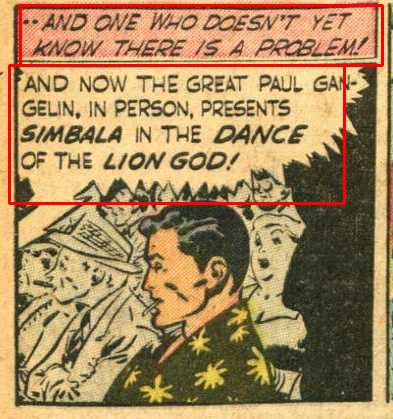 ··AND ONE WHO DOESN'T YET
KNOW THERE IS A PROBLEM!
AND NOW THE GREAT PAUL GAN-
GELIN, IN PERSON, PRESENTS
SIMBALA IN THE DANCE
OF THE LION GOD!